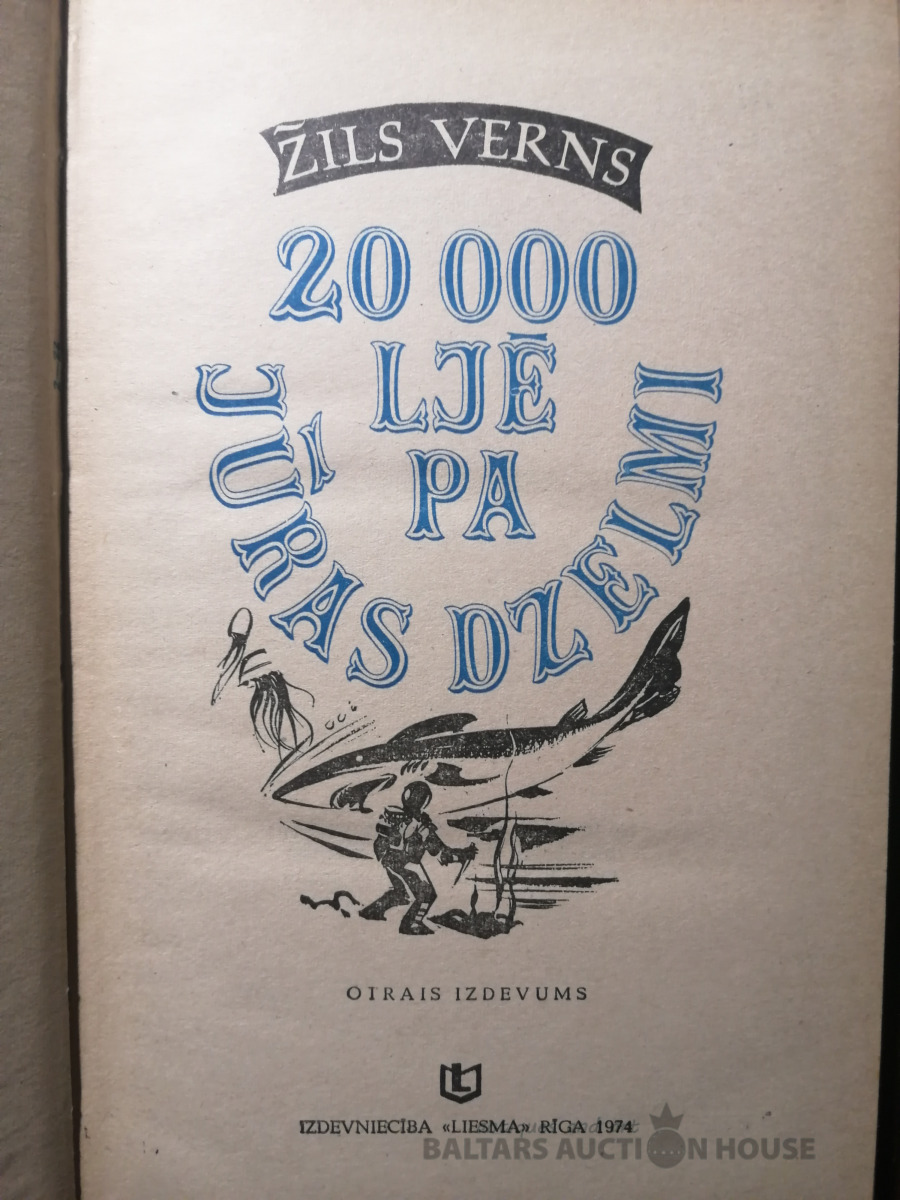 ŽILS VERNS
20 000
LJĒ
PA
JŪRAS DZELMI
OTRAIS IZDEVUMS
L
IZDEVNIECĪBA «LIESMA» RĪGA 1974
BALTARS AUCTION HOUSE